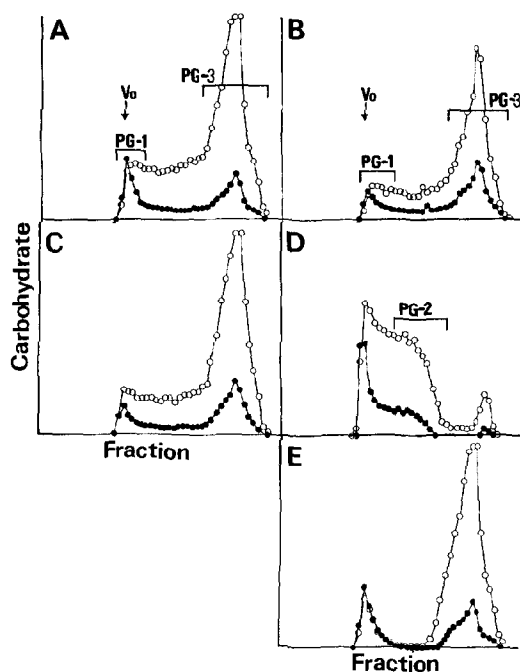 A
PG-3
Vo
PG-1
B
PG-3
Vo
PG-1
C
D
PG-2
Carbohydrate
Fraction
E
Fraction